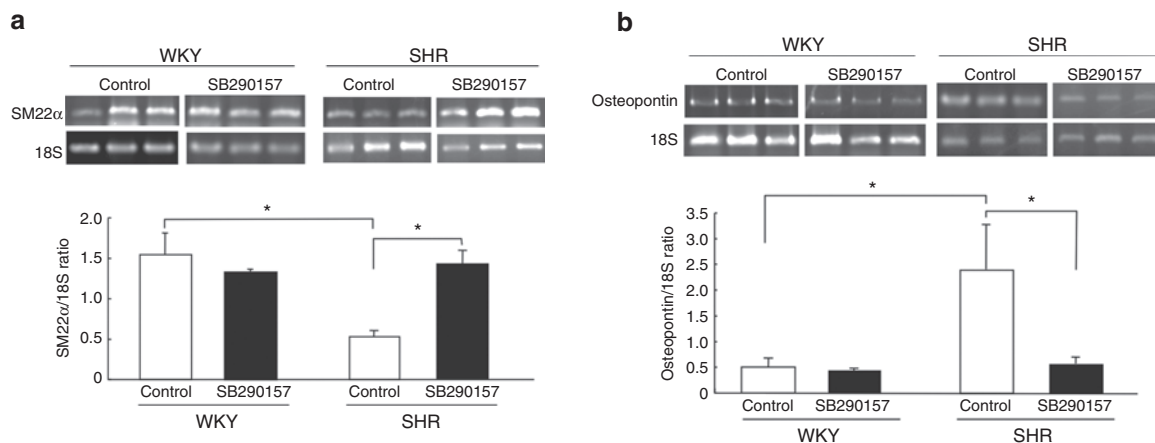 a
WKY SHR
Control SB290157 Control SB290157
SM22α
18S
* *
2.0
1.5
1.0
0.5
0
SM22α/18S ratio
Control SB290157 Control SB290157
WKY SHR
b
WKY SHR
Control SB290157 Control SB290157
Osteopontin
18S
* *
3.5
3.0
2.5
2.0
1.5
1.0
0.5
0
Osteopontin/18S ratio
Control SB290157 Control SB290157
WKY SHR